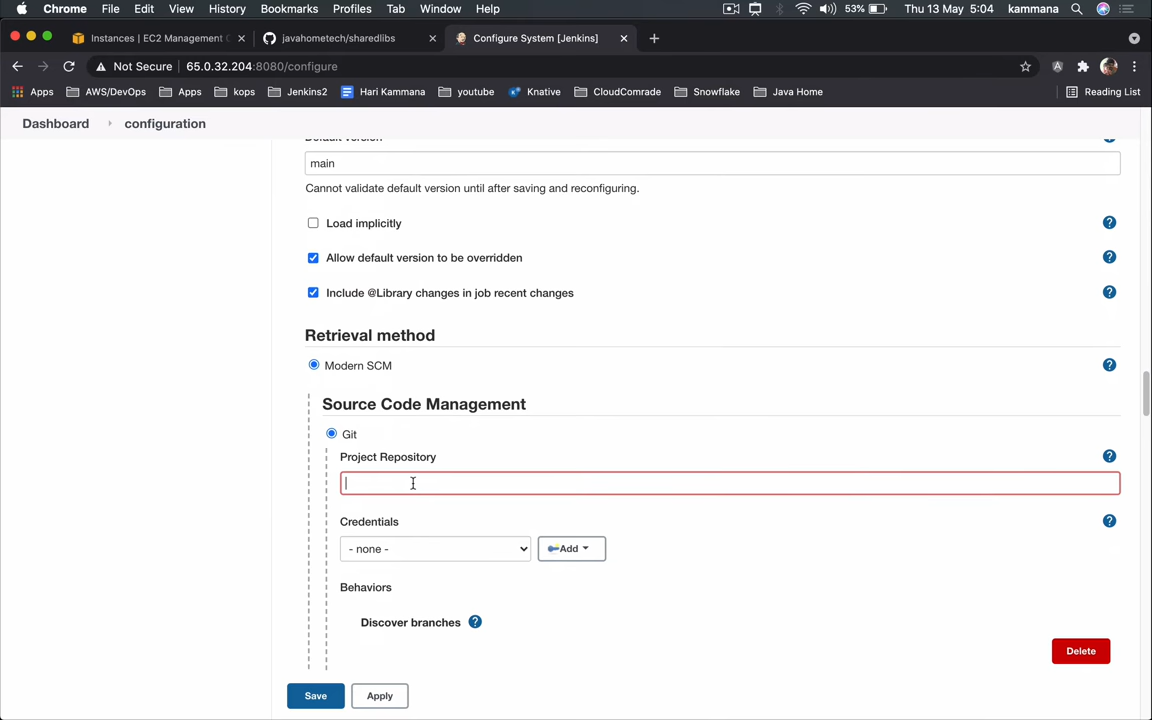 Chrome File Edit View History Bookmarks Profiles Tab Window Help 53% Thu 13 May 5:04 kammana
Instances | EC2 Management javahometech/sharedlibs Configure System [Jenkins]
Not Secure 65.0.32.204:8080/configure
Apps AWS/DevOps Apps kops Jenkins2 Hari Kammana youtube Knative CloudComrade Snowflake Java Home Reading List
Dashboard configuration
Default version
main
Cannot validate default version until after saving and reconfiguring.
Load implicitly
Allow default version to be overridden
Include @Library changes in job recent changes
Retrieval method
Modern SCM
Source Code Management
Git
Project Repository
Credentials
- none - Add
Behaviors
Discover branches
Delete
Save Apply